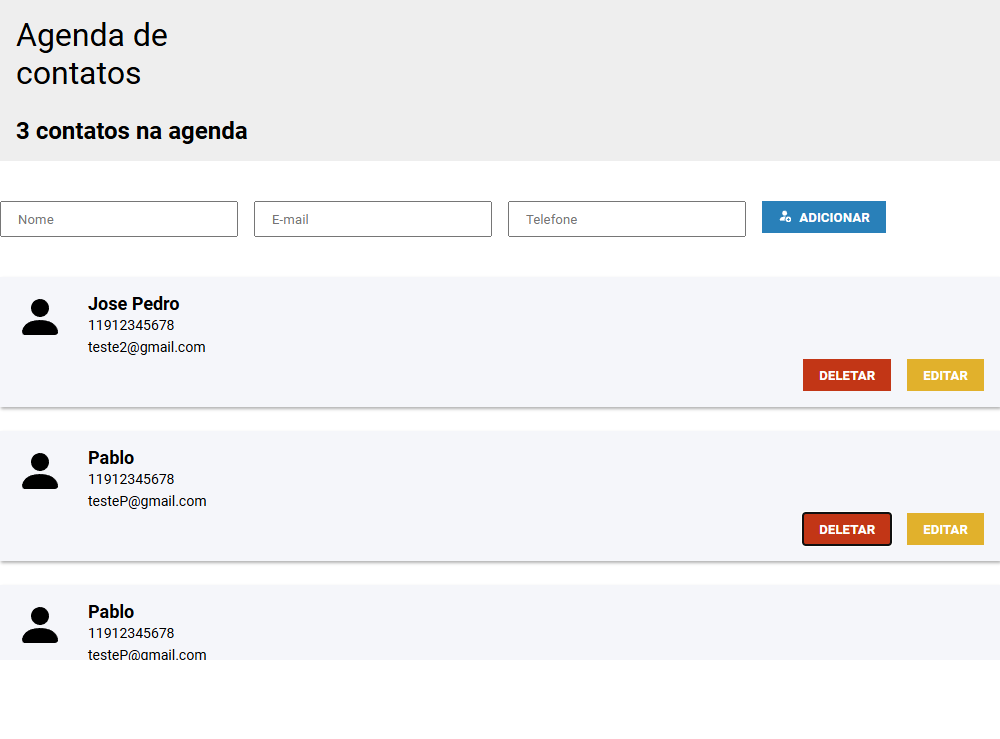 Agenda de
contatos
3 contatos na agenda
Nome
E-mail
Telefone
ADICIONAR
Jose Pedro
11912345678
teste2@gmail.com
DELETAR
EDITAR
Pablo
11912345678
testeP@gmail.com
DELETAR
EDITAR
Pablo
11912345678
testeP@gmail.com